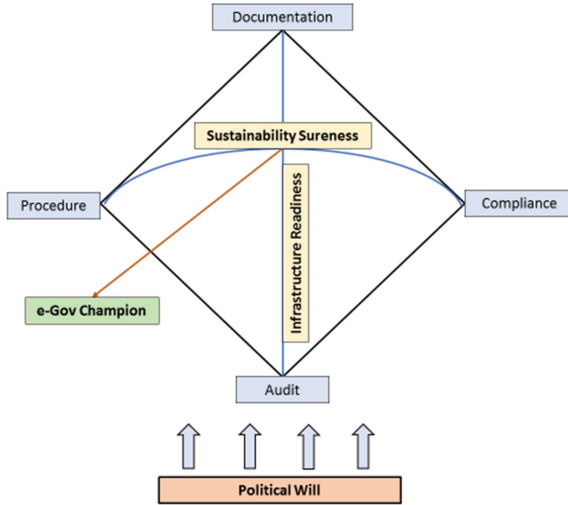 Documentation
Sustainability Sureness
Procedure
Infrastructure Readiness
Compliance
e-Gov Champion
Audit
Political Will